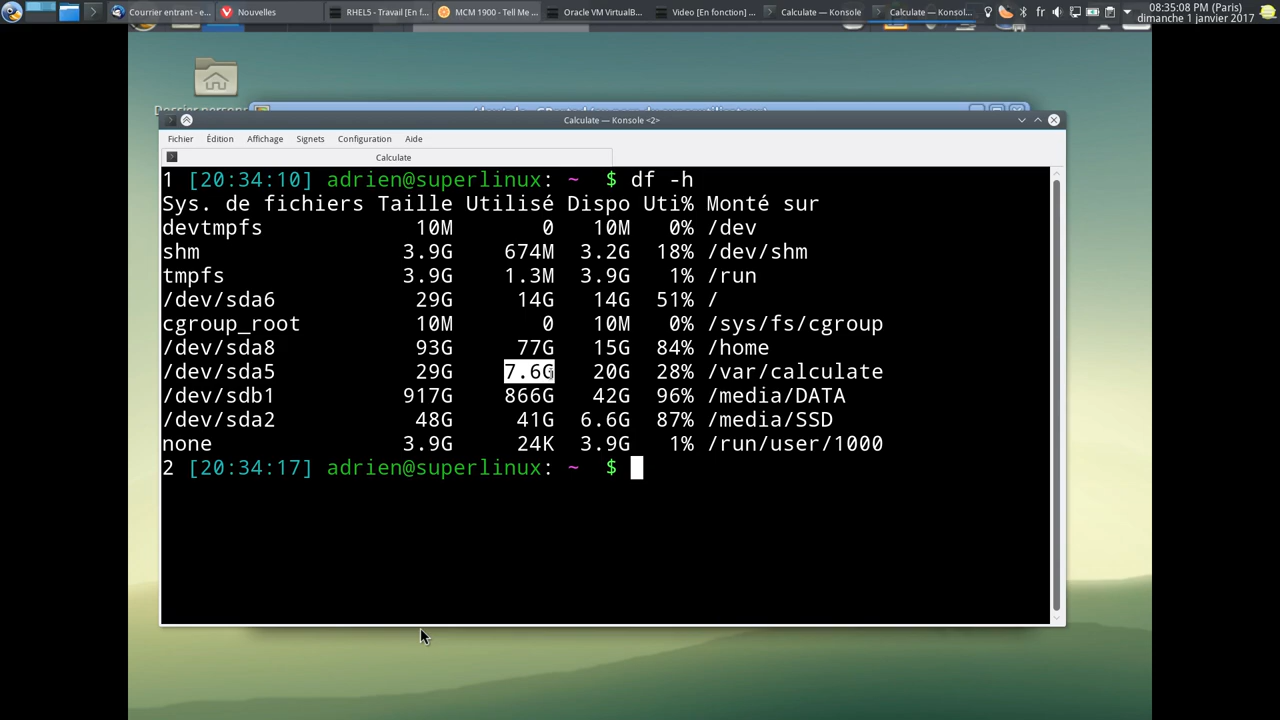 Courrier entrant - e...
Nouvelles
RHEL5 - Travail [En f...
MCM 1900 - Tell Me ...
Oracle VM VirtualB...
Video [En fonction] ...
Calculate — Konsole
Calculate — Konsol...
fr
08:35:08 PM (Paris)
dimanche 1 janvier 2017
Calculate — Konsole <2>
Fichier Édition Affichage Signets Configuration Aide
Calculate
1 [20:34:10] adrien@superlinux: ~ $ df -h
Sys. de fichiers Taille Utilisé Dispo Uti% Monté sur
devtmpfs 10M 0 10M 0% /dev
shm 3.9G 674M 3.2G 18% /dev/shm
tmpfs 3.9G 1.3M 3.9G 1% /run
/dev/sda6 29G 14G 14G 51% /
cgroup_root 10M 0 10M 0% /sys/fs/cgroup
/dev/sda8 93G 77G 15G 84% /home
/dev/sda5 29G 7.6G 20G 28% /var/calculate
/dev/sdb1 917G 866G 42G 96% /media/DATA
/dev/sda2 48G 41G 6.6G 87% /media/SSD
none 3.9G 24K 3.9G 1% /run/user/1000
2 [20:34:17] adrien@superlinux: ~ $